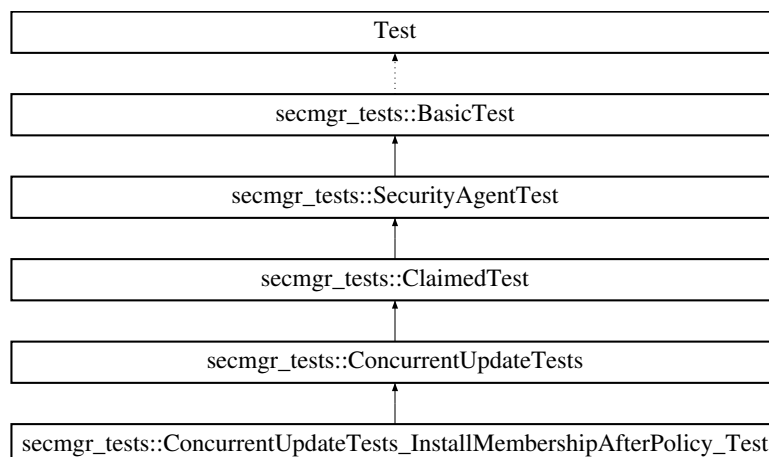 Test
secmgr_tests::BasicTest
secmgr_tests::SecurityAgentTest
secmgr_tests::ClaimedTest
secmgr_tests::ConcurrentUpdateTests
secmgr_tests::ConcurrentUpdateTests_InstallMembershipAfterPolicy_Test